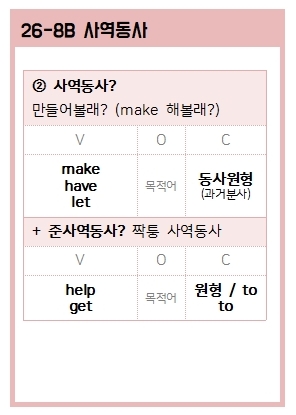 26-8B 사역동사
② 사역동사?
만들어볼래? (make 해볼래?)
V O C
make
have
let
목적어
동사원형
(과거분사)
+ 준사역동사? 짝퉁 사역동사
V O C
help
get
목적어
원형 / to
to